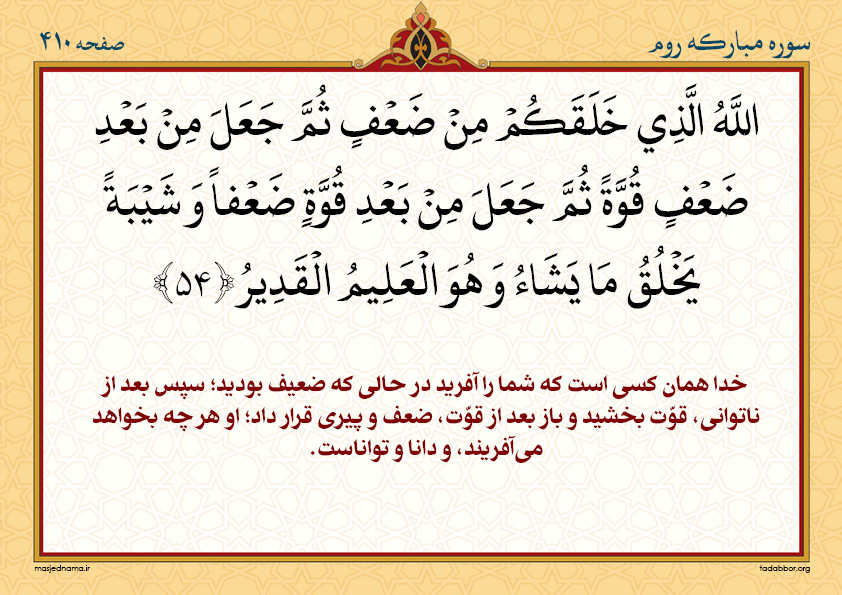 سوره مبارکه روم
صفحه ۴۱۰
اللَّهُ الَّذِي خَلَقَكُمْ مِنْ ضَعْفٍ ثُمَّ جَعَلَ مِنْ بَعْدِ
ضَعْفٍ قُوَّةً ثُمَّ جَعَلَ مِنْ بَعْدِ قُوَّةٍ ضَعْفاً وَ شَيْبَةً
يَخْلُقُ مَا يَشَاءُ وَ هُوَ الْعَلِيمُ الْقَدِيرُ ﴿۵۴﴾
خدا همان کسی است که شما را آفرید در حالی که ضعیف بودید؛ سپس بعد از
ناتوانی، قوّت بخشید و باز بعد از قوّت، ضعف و پیری قرار داد؛ او هر چه بخواهد
می‌آفریند، و دانا و تواناست.
masjednama.ir
tadabbor.org